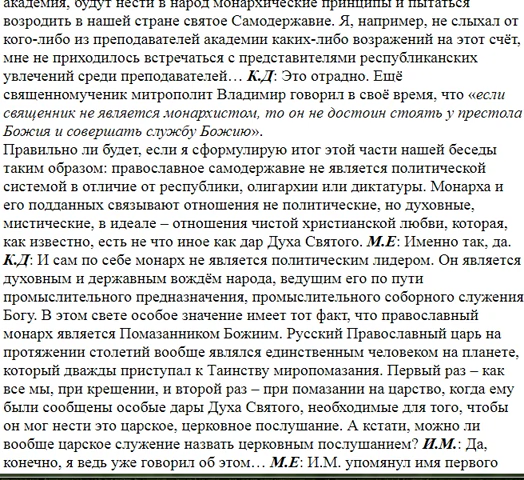 академия, будут нести в народ монархические принципы и пытаться
возродить в нашей стране святое Самодержавие. Я, например, не слыхал от
кого-либо из преподавателей академии каких-либо возражений на этот счёт,
мне не приходилось встречаться с представителями республиканских
увлечений среди преподавателей… К.Д: Это отрадно. Ещё
священномученик митрополит Владимир говорил в своё время, что «если
священник не является монархистом, то он не достоин стоять у престола
Божия и совершать службу Божию».
Правильно ли будет, если я сформулирую итог этой части нашей беседы
таким образом: православное самодержавие не является политической
системой в отличие от республики, олигархии или диктатуры. Монарха и
его подданных связывают отношения не политические, но духовные,
мистические, в идеале – отношения чистой христианской любви, которая,
как известно, есть не что иное как дар Духа Святого. М.Е: Именно так, да.
К.Д: И сам по себе монарх не является политическим лидером. Он является
духовным и державным вождём народа, ведущим его по пути
промыслительного предназначения, промыслительного соборного служения
Богу. В этом свете особое значение имеет тот факт, что православный
монарх является Помазанником Божиим. Русский Православный царь на
протяжении столетий вообще являлся единственным человеком на планете,
который дважды приступал к Таинству миропомазания. Первый раз – как
все мы, при крещении, и второй раз – при помазании на царство, когда ему
были сообщены особые дары Духа Святого, необходимые для того, чтобы
он мог нести это царское, церковное послушание. А кстати, можно ли
вообще царское служение назвать церковным послушанием? И.М.: Да,
конечно, я ведь уже говорил об этом… М.Е: И.М. упомянул имя первого